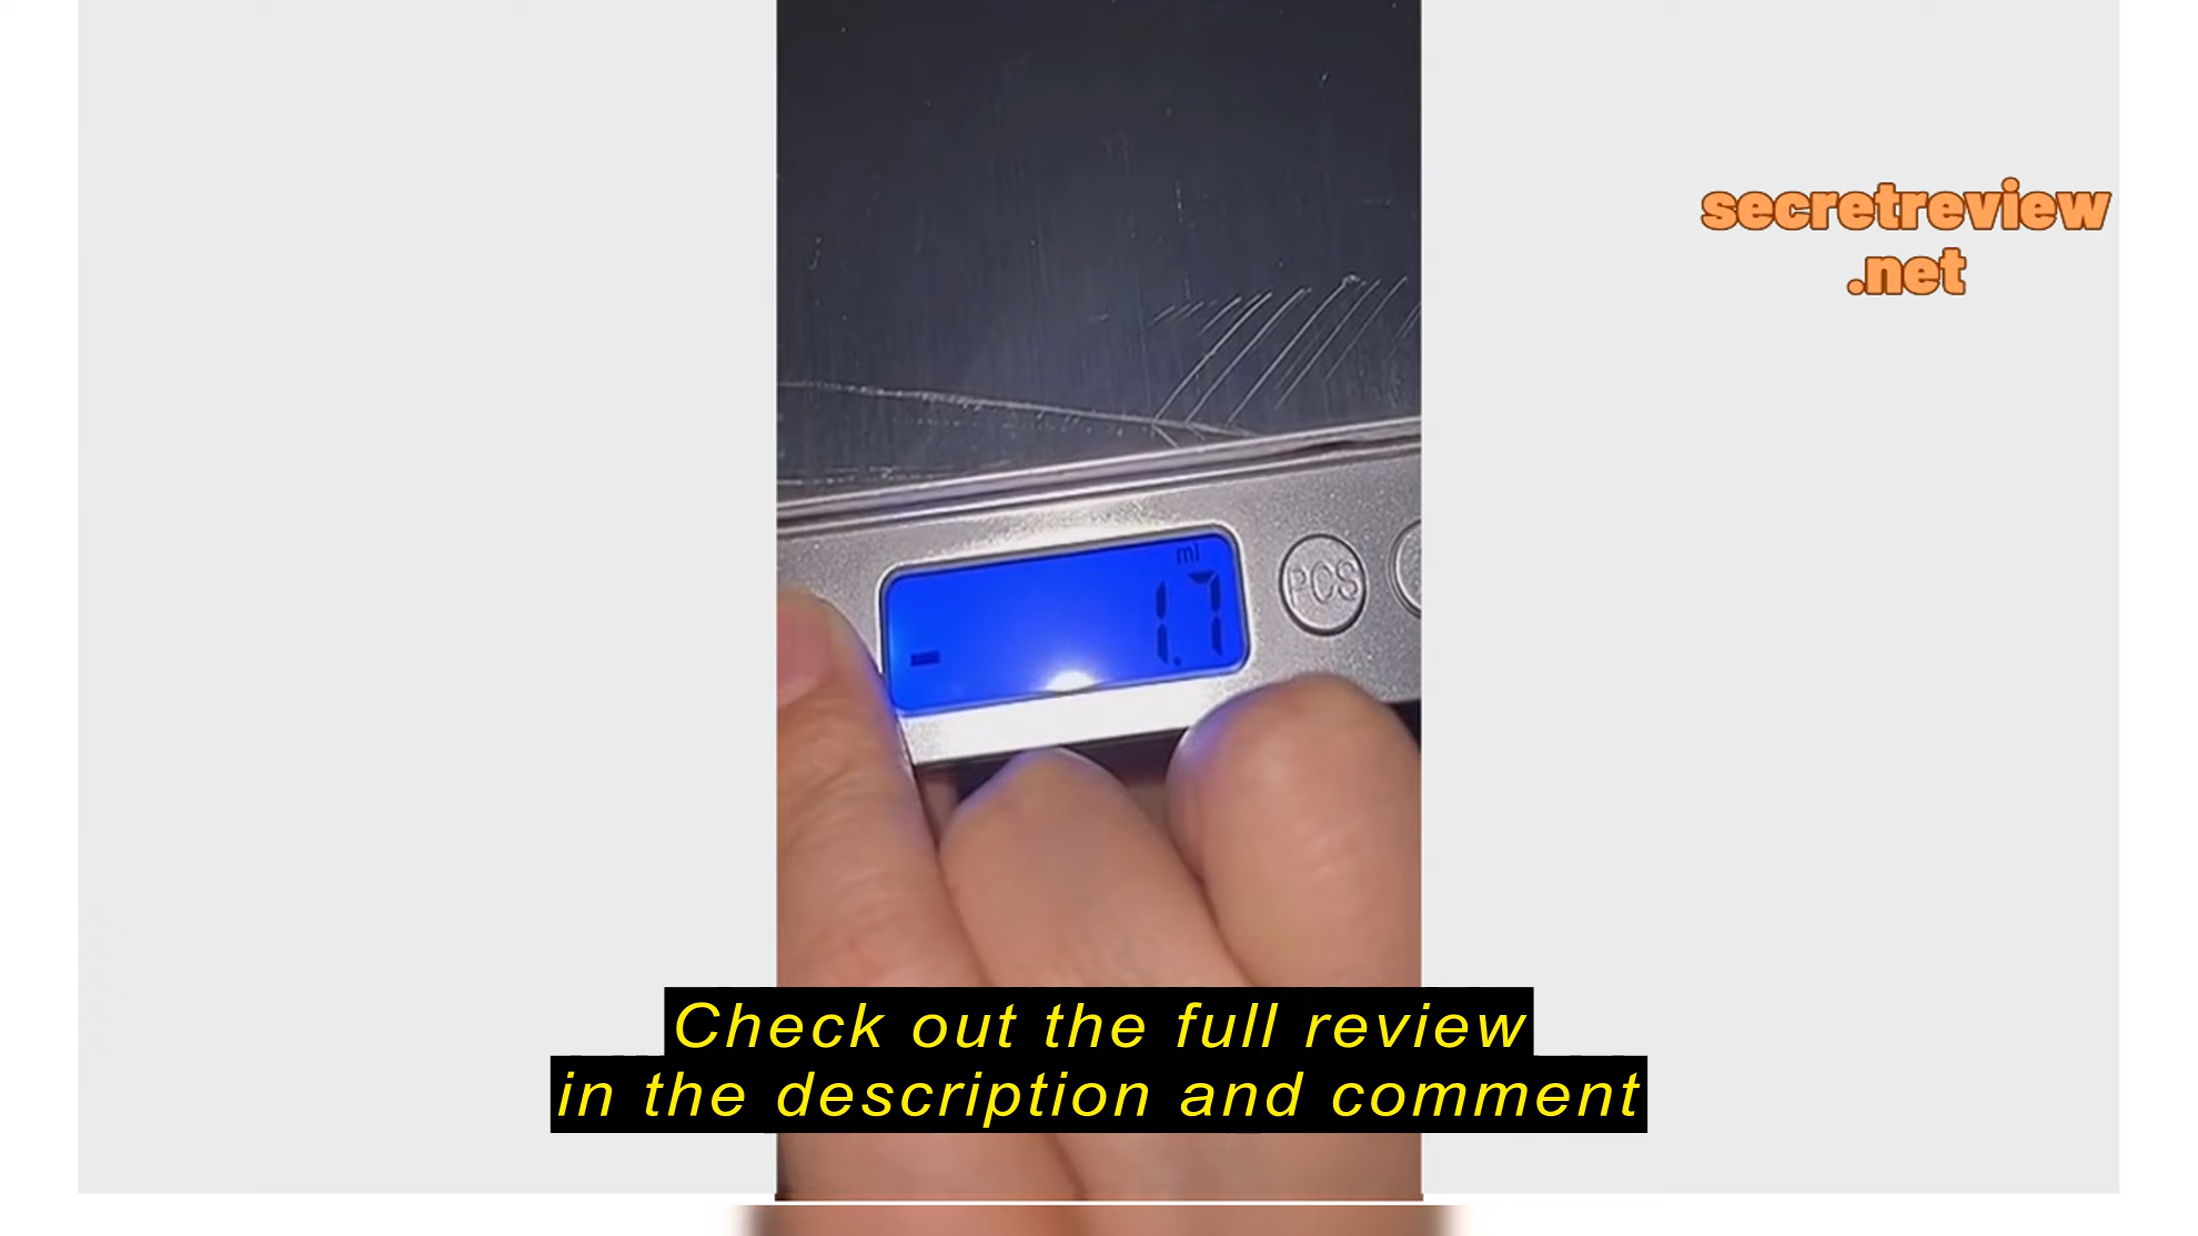 secretreview
.net
ml
- 1.7
PCS
Check out the full review
in the description and comment